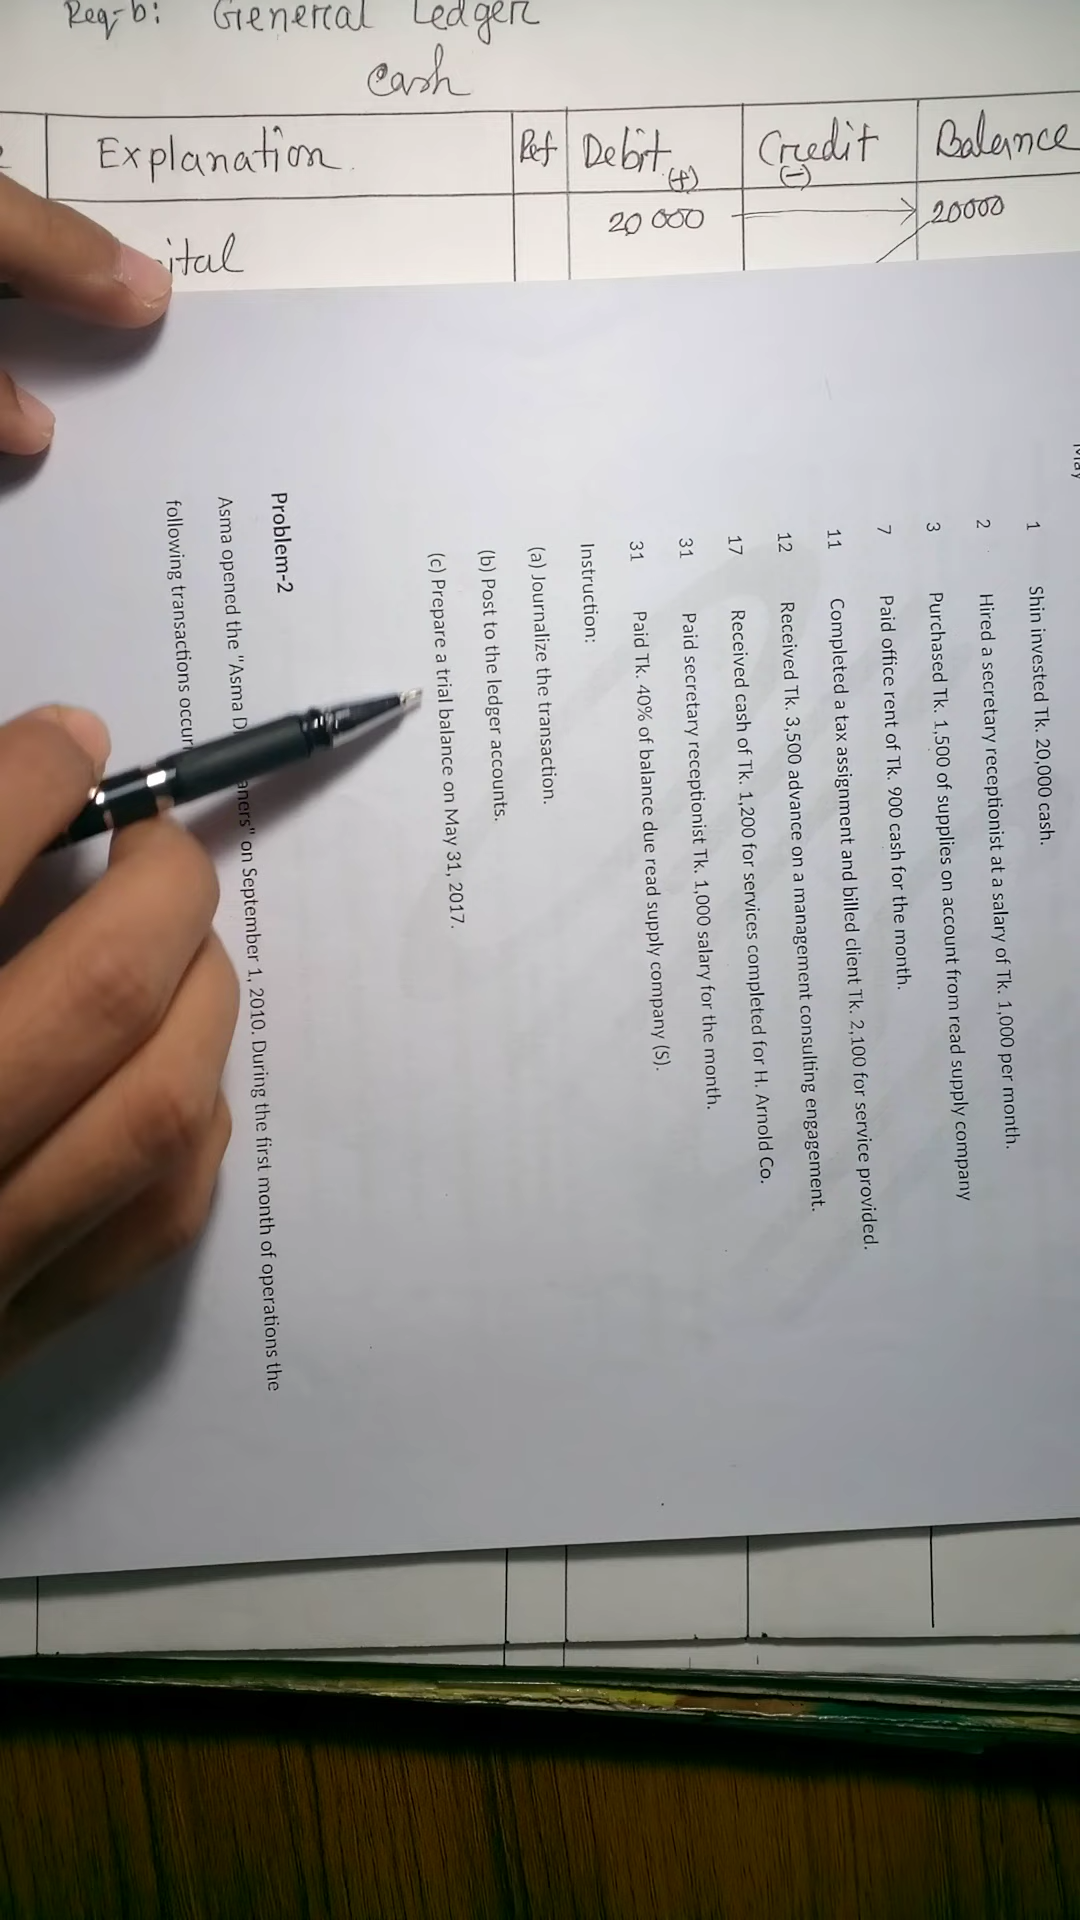 Req-b: General Ledger
Cash
Explanation Ref Debit (+) Credit (-) Balance
20 000 20000
ital
May
1 Shin invested Tk. 20,000 cash.
2 Hired a secretary receptionist at a salary of Tk. 1,000 per month.
3 Purchased Tk. 1,500 of supplies on account from read supply company
7 Paid office rent of Tk. 900 cash for the month.
11 Completed a tax assignment and billed client Tk. 2,100 for service provided.
12 Received Tk. 3,500 advance on a management consulting engagement.
17 Received cash of Tk. 1,200 for services completed for H. Arnold Co.
31 Paid secretary receptionist Tk. 1,000 salary for the month.
31 Paid Tk. 40% of balance due read supply company (S).
Instruction:
(a) Journalize the transaction.
(b) Post to the ledger accounts.
(c) Prepare a trial balance on May 31, 2017.
Problem-2
Asma opened the "Asma D aners" on September 1, 2010. During the first month of operations the
following transactions occur